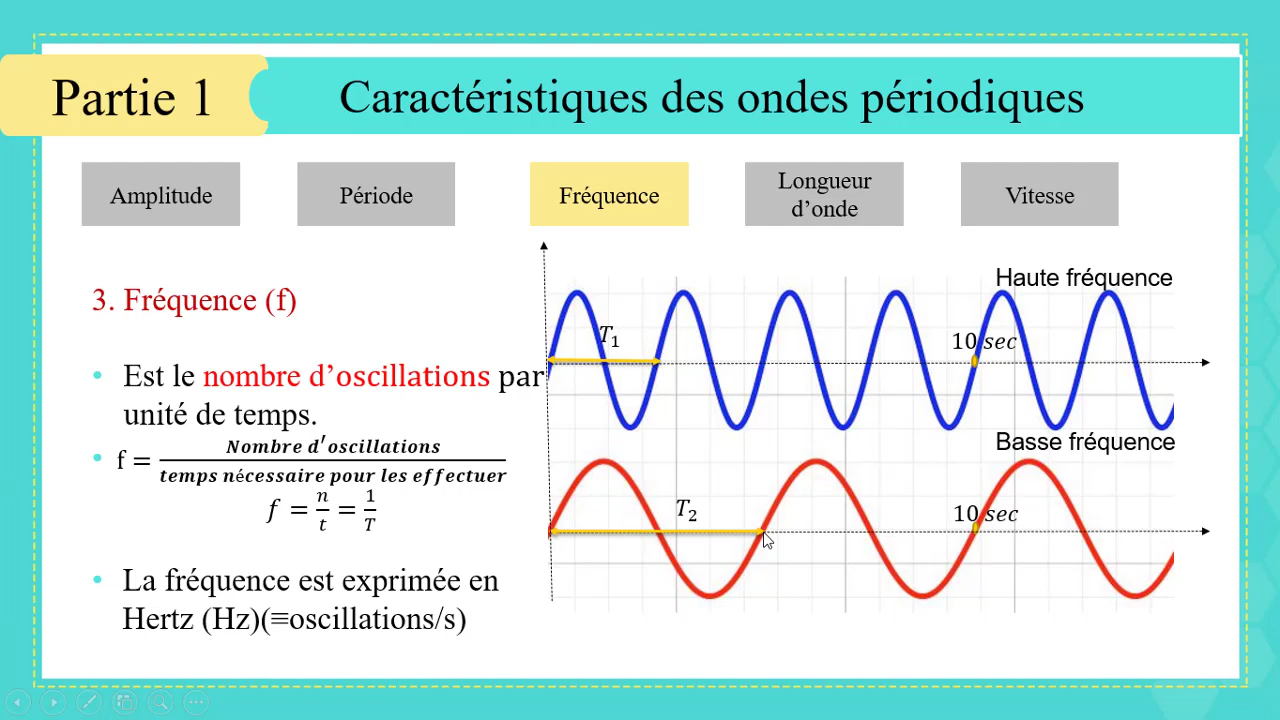 Partie 1
Caractéristiques des ondes périodiques
Amplitude
Période
Fréquence
Longueur
d’onde
Vitesse
3. Fréquence (f)
• Est le nombre d’oscillations par
unité de temps.
• f = Nombre d′oscillations / temps nécessaire pour les effectuer
f = n/t = 1/T
• La fréquence est exprimée en
Hertz (Hz)(≡oscillations/s)
Haute fréquence
T₁
10 sec
Basse fréquence
T₂
10 sec